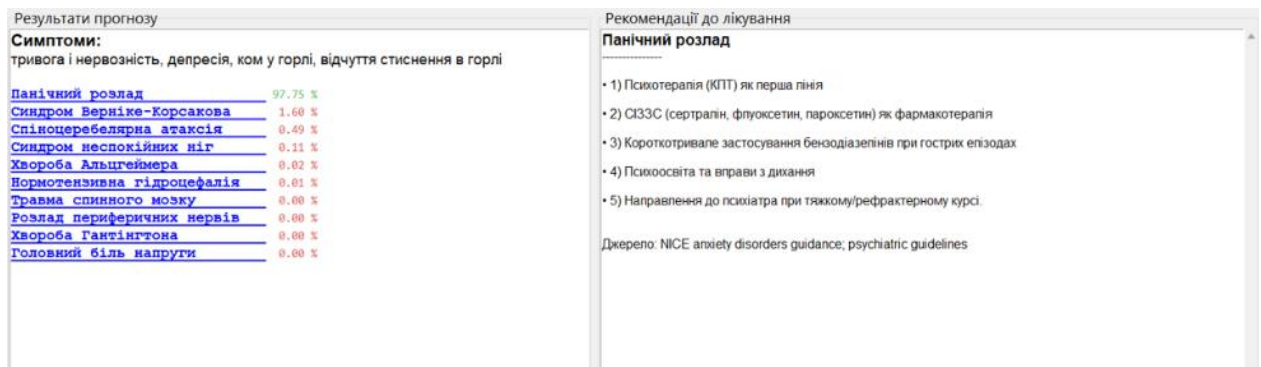 Результати прогнозу
Симптоми:
тривога і нервозність, депресія, ком у горлі, відчуття стиснення в горлі
Панічний розлад 97.75 %
Синдром Верніке-Корсакова 1.60 %
Спіноцеребелярна атаксія 0.49 %
Синдром неспокійних ніг 0.11 %
Хвороба Альцгеймера 0.02 %
Нормотензивна гідроцефалія 0.01 %
Травма спинного мозку 0.00 %
Розлад периферичних нервів 0.00 %
Хвороба Гантінгтона 0.00 %
Головний біль напруги 0.00 %
Рекомендації до лікування
Панічний розлад
---------------
• 1) Психотерапія (КПТ) як перша лінія
• 2) СІЗЗС (сертралін, флуоксетин, пароксетин) як фармакотерапія
• 3) Короткотривале застосування бензодіазепінів при гострих епізодах
• 4) Психоосвіта та вправи з дихання
• 5) Направлення до психіатра при тяжкому/рефрактерному курсі.
Джерело: NICE anxiety disorders guidance; psychiatric guidelines